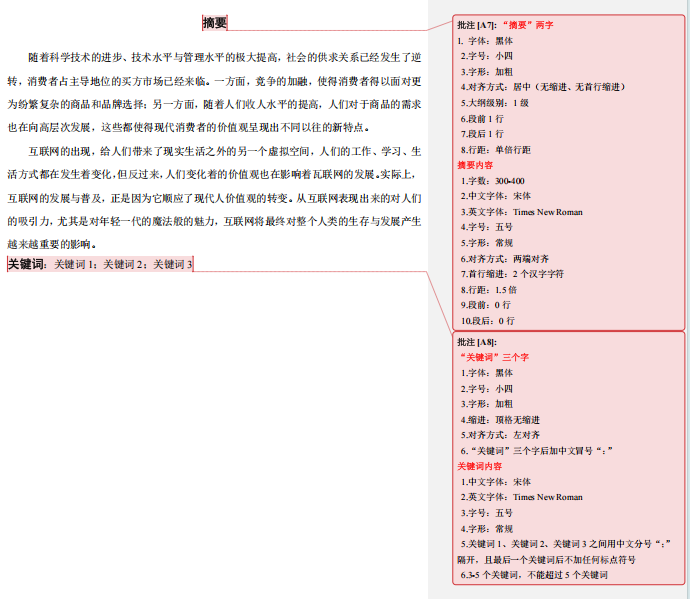 摘要
随着科学技术的进步、技术水平与管理水平的极大提高，社会的供求关系已经发生了逆
转，消费者占主导地位的买方市场已经来临。一方面，竞争的加融，使得消费者得以面对更
为纷繁复杂的商品和品牌选择；另一方面，随着人们收人水平的提高，人们对于商品的需求
也在向高层次发展，这些都使得现代消费者的价值观呈现出不同以往的新特点。
互联网的出现，给人们带来了现实生活之外的另一个虚拟空间，人们的工作、学习、生
活方式都在发生着变化，但反过来，人们变化着的价值观也在影响着瓦联网的发展。实际上，
互联网的发展与普及，正是因为它顺应了现代人价值观的转变。从互联网表现出来的对人们
的吸引力，尤其是对年轻一代的魔法般的魅力，互联网将最终对整个人类的生存与发展产生
越来越重要的影响。
关键词：关键词 1；关键词 2；关键词 3
批注 [A7]: “摘要”两字
1. 字体：黑体
2.字号：小四
3.字形：加粗
4.对齐方式：居中（无缩进、无首行缩进）
5.大纲级别：1 级
6.段前 1 行
7.段后 1 行
8.行距：单倍行距
摘要内容
1.字数：300-400
2.中文字体：宋体
3.英文字体：Times New Roman
4.字号：五号
5.字形：常规
6.对齐方式：两端对齐
7.首行缩进：2 个汉字字符
8.行距：1.5 倍
9.段前：0 行
10.段后：0 行
批注 [A8]:
“关键词”三个字
1.字体：黑体
2.字号：小四
3.字形：加粗
4.缩进：顶格无缩进
5.对齐方式：左对齐
6.“关键词”三个字后加中文冒号“：”
关键词内容
1.中文字体：宋体
2.英文字体：Times New Roman
3.字号：五号
4.字形：常规
5.关键词 1、关键词 2、关键词 3 之间用中文分号“；”
隔开，且最后一个关键词后不加任何标点符号
6.3-5 个关键词，不能超过 5 个关键词